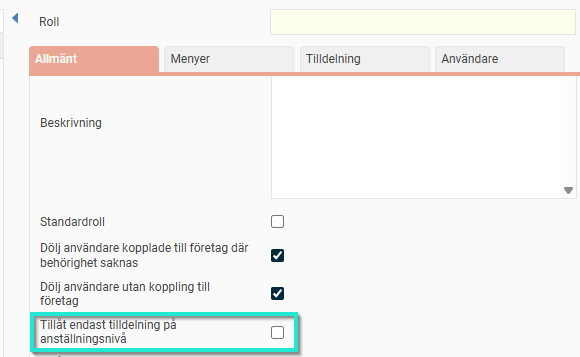 Roll
Allmänt Menyer Tilldelning Användare
Beskrivning
Standardroll
Dölj användare kopplade till företag där
behörighet saknas
Dölj användare utan koppling till
företag
Tillåt endast tilldelning på
anställningsnivå